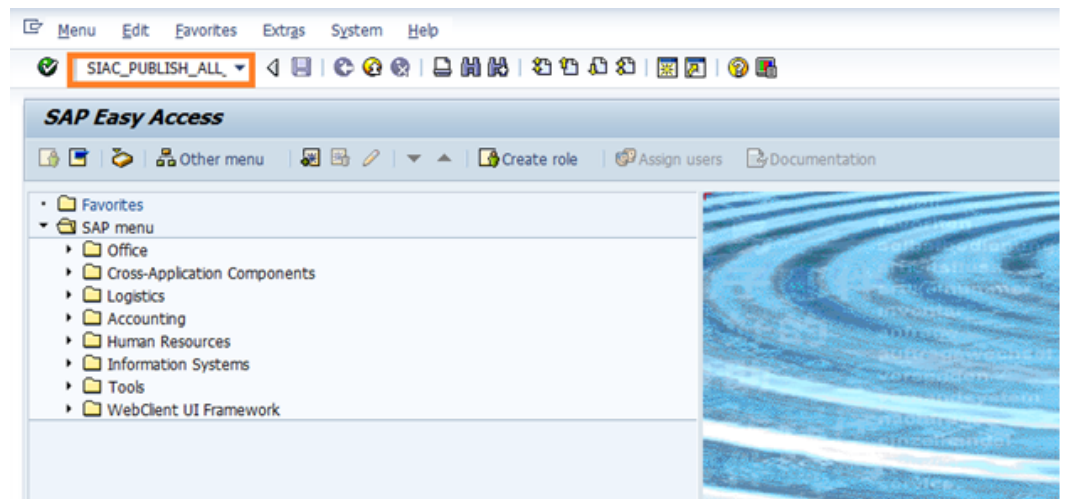 Menu Edit Favorites Extras System Help
SIAC_PUBLISH_ALL_
SAP Easy Access
Other menu Create role Assign users Documentation
Favorites
SAP menu
Office
Cross-Application Components
Logistics
Accounting
Human Resources
Information Systems
Tools
WebClient UI Framework